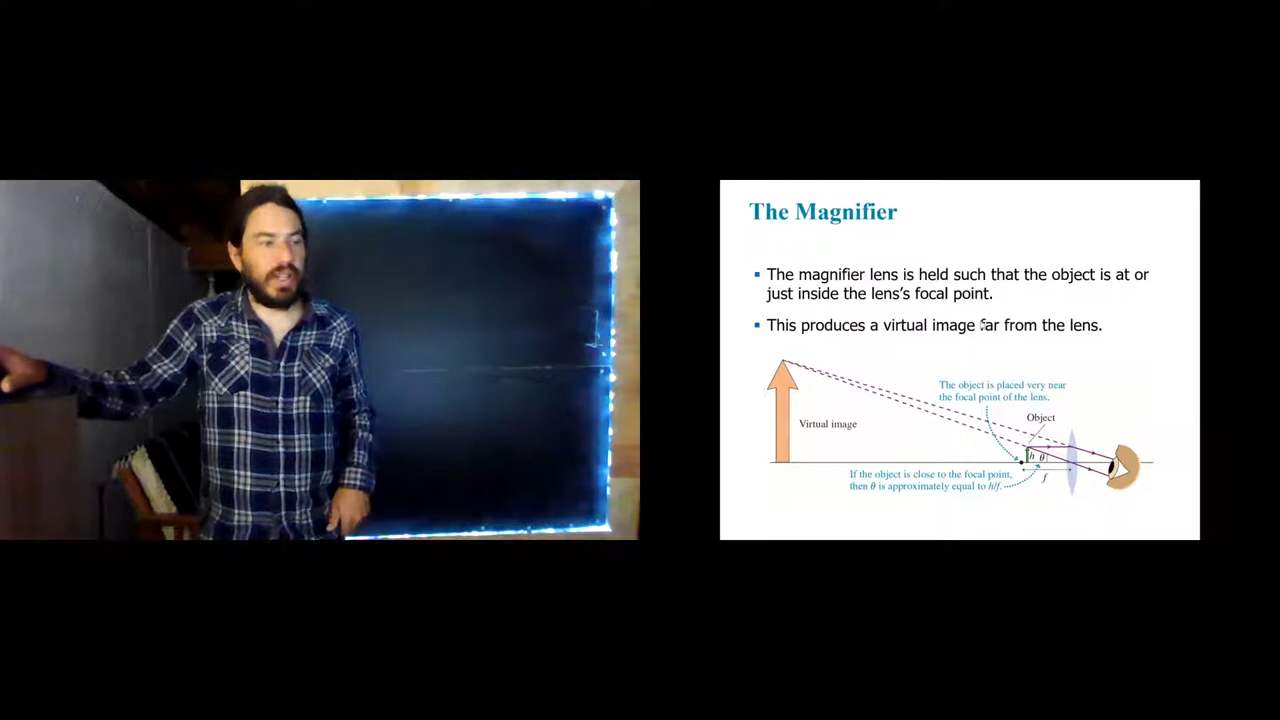 The Magnifier
▪ The magnifier lens is held such that the object is at or
just inside the lens's focal point.
▪ This produces a virtual image far from the lens.
The object is placed very near
the focal point of the lens.
Object
Virtual image
h θ
If the object is close to the focal point,
then θ is approximately equal to h/f.
f